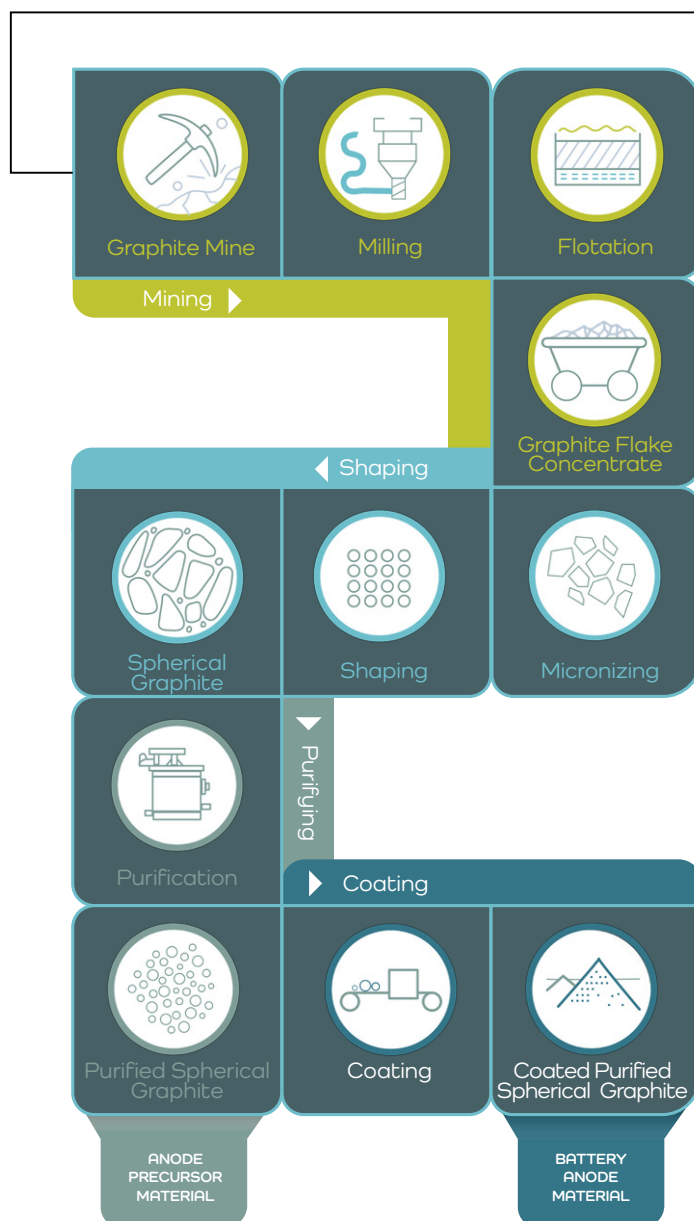 Graphite Mine
Milling
Flotation
Mining
Graphite Flake
Concentrate
Shaping
Spherical
Graphite
Shaping
Micronizing
Purifying
Purification
Coating
Purified Spherical
Graphite
Coating
Coated Purified
Spherical Graphite
ANODE
PRECURSOR
MATERIAL
BATTERY
ANODE
MATERIAL